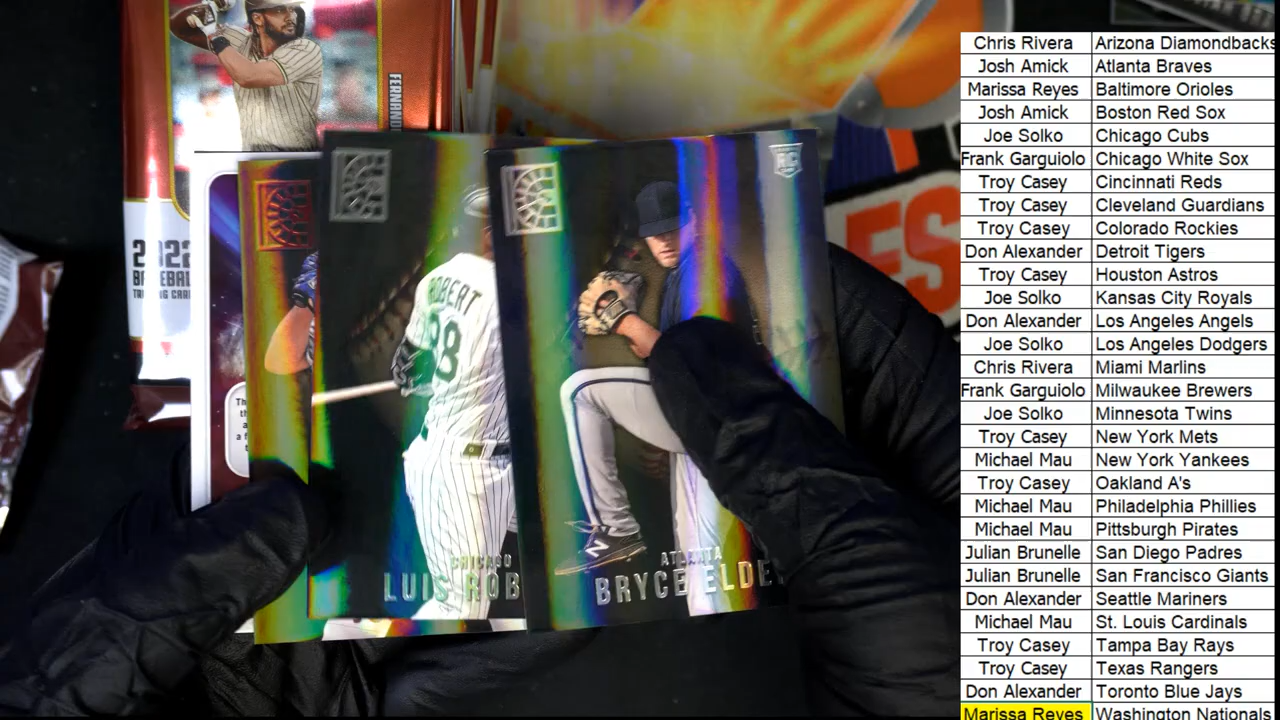 FERNAND
2022
BASEBALL
TRADING CAR
Th
th
a
a f
t
ROBERT
88
CHICAGO
LUIS ROB
RC
N
ATLANTA
BRYCE ELDE
ES
Chris Rivera Arizona Diamondbacks
Josh Amick Atlanta Braves
Marissa Reyes Baltimore Orioles
Josh Amick Boston Red Sox
Joe Solko Chicago Cubs
Frank Garguiolo Chicago White Sox
Troy Casey Cincinnati Reds
Troy Casey Cleveland Guardians
Troy Casey Colorado Rockies
Don Alexander Detroit Tigers
Troy Casey Houston Astros
Joe Solko Kansas City Royals
Don Alexander Los Angeles Angels
Joe Solko Los Angeles Dodgers
Chris Rivera Miami Marlins
Frank Garguiolo Milwaukee Brewers
Joe Solko Minnesota Twins
Troy Casey New York Mets
Michael Mau New York Yankees
Troy Casey Oakland A's
Michael Mau Philadelphia Phillies
Michael Mau Pittsburgh Pirates
Julian Brunelle San Diego Padres
Julian Brunelle San Francisco Giants
Don Alexander Seattle Mariners
Michael Mau St. Louis Cardinals
Troy Casey Tampa Bay Rays
Troy Casey Texas Rangers
Don Alexander Toronto Blue Jays
Marissa Reyes Washington Nationals